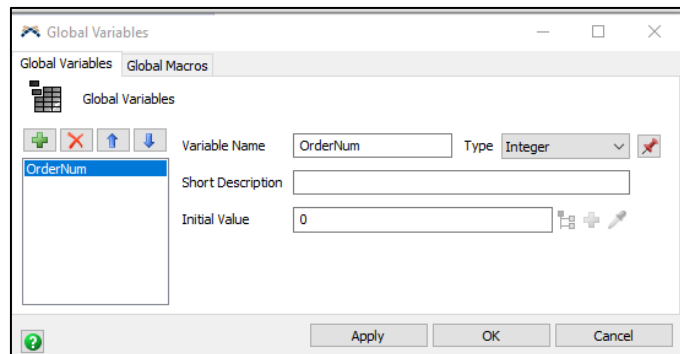 Global Variables
Global Variables Global Macros
Global Variables
Variable Name OrderNum Type Integer
OrderNum
Short Description
Initial Value 0
Apply OK Cancel